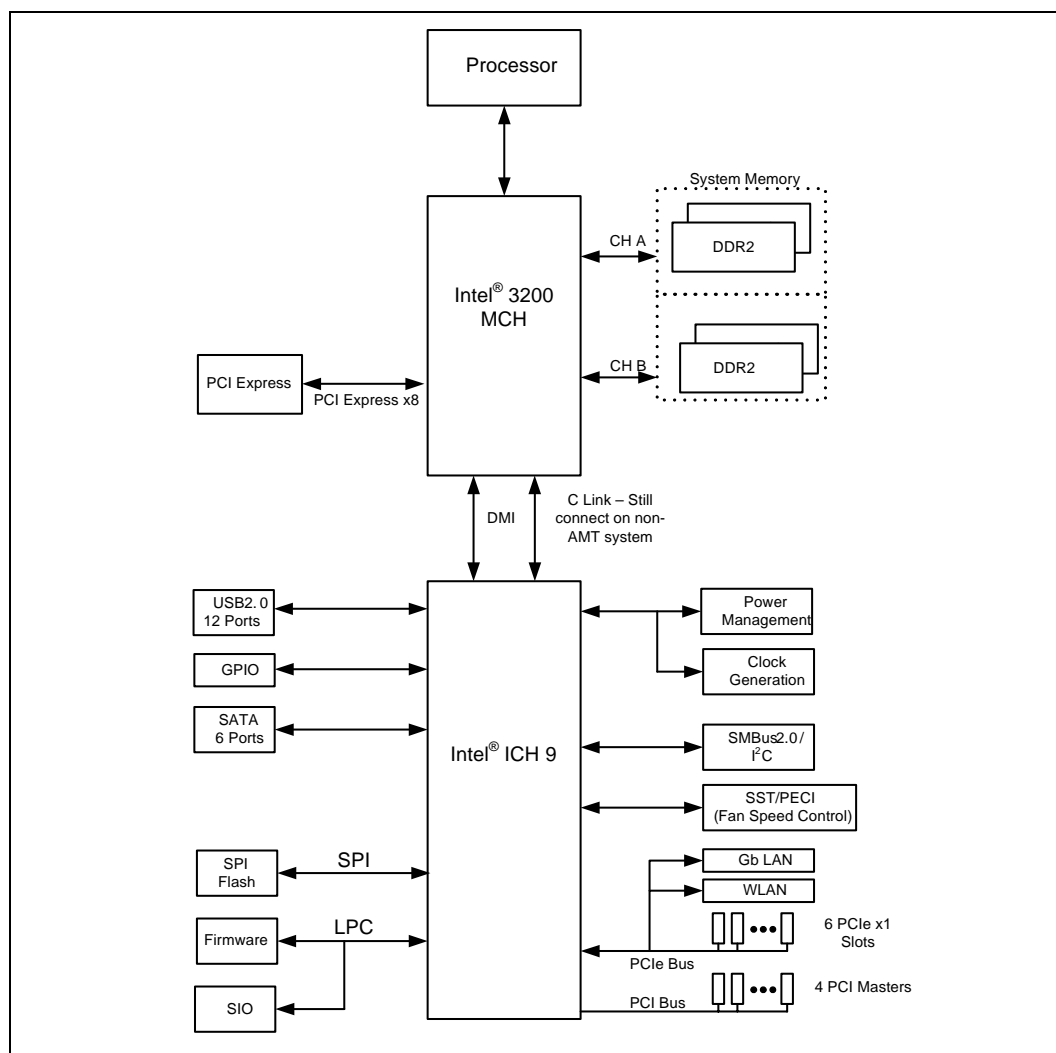 Processor
System Memory
CH A
DDR2
Intel® 3200
MCH
CH B
DDR2
PCI Express
PCI Express x8
DMI
C Link – Still
connect on non-
AMT system
USB2.0
12 Ports
Power
Management
GPIO
Clock
Generation
SATA
6 Ports
Intel® ICH 9
SMBus2.0/
I²C
SST/PECI
(Fan Speed Control)
SPI
Flash
SPI
Gb LAN
WLAN
Firmware
LPC
6 PCIe x1
Slots
PCIe Bus
SIO
PCI Bus
4 PCI Masters